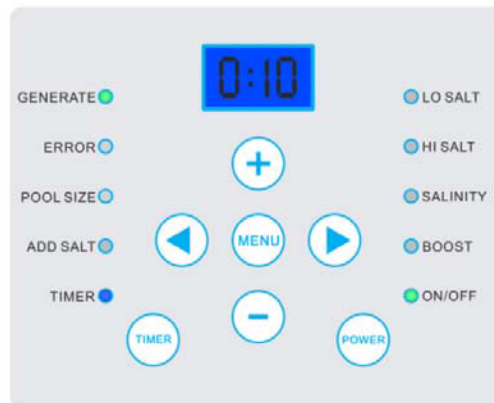 0:10
GENERATE
LO SALT
ERROR
HI SALT
+
POOL SIZE
SALINITY
ADD SALT
MENU
BOOST
TIMER
ON/OFF
−
TIMER
POWER